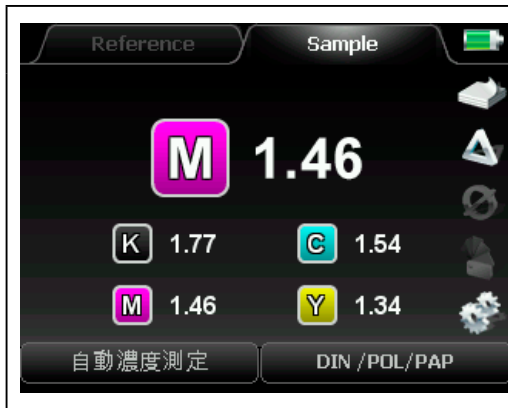 Reference Sample
M 1.46
K 1.77 C 1.54
M 1.46 Y 1.34
自動濃度測定 DIN /POL/PAP